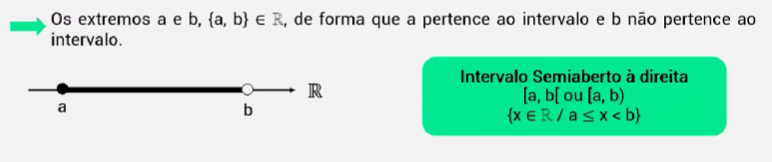 Os extremos a e b, {a, b} ∈ ℝ, de forma que a pertence ao intervalo e b não pertence ao
intervalo.
ℝ
a
b
Intervalo Semiaberto à direita
[a, b[ ou [a, b)
{x ∈ ℝ / a ≤ x < b}